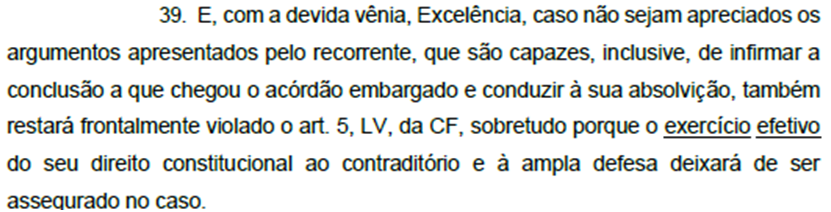 39. E, com a devida vênia, Excelência, caso não sejam apreciados os
argumentos apresentados pelo recorrente, que são capazes, inclusive, de infirmar a
conclusão a que chegou o acórdão embargado e conduzir à sua absolvição, também
restará frontalmente violado o art. 5, LV, da CF, sobretudo porque o exercício efetivo
do seu direito constitucional ao contraditório e à ampla defesa deixará de ser
assegurado no caso.